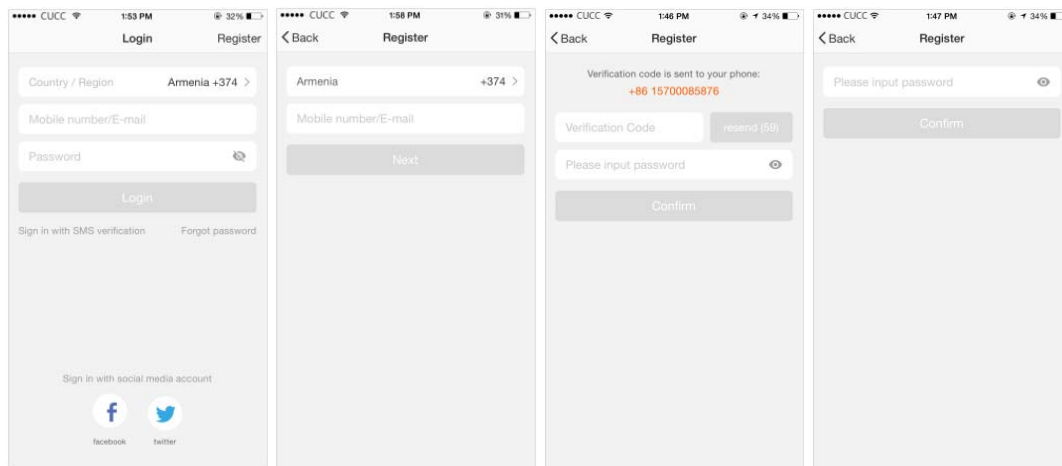 CUCC 1:53 PM 32%
Login Register
Country / Region Armenia +374 >
Mobile number/E-mail
Password
Login
Sign in with SMS verification Forgot password
Sign in with social media account
facebook twitter
CUCC 1:58 PM 31%
< Back Register
Armenia +374 >
Mobile number/E-mail
Next
CUCC 1:46 PM 34%
< Back Register
Verification code is sent to your phone:
+86 15700085876
Verification Code resend (59)
Please input password
Confirm
CUCC 1:47 PM 34%
< Back Register
Please input password
Confirm